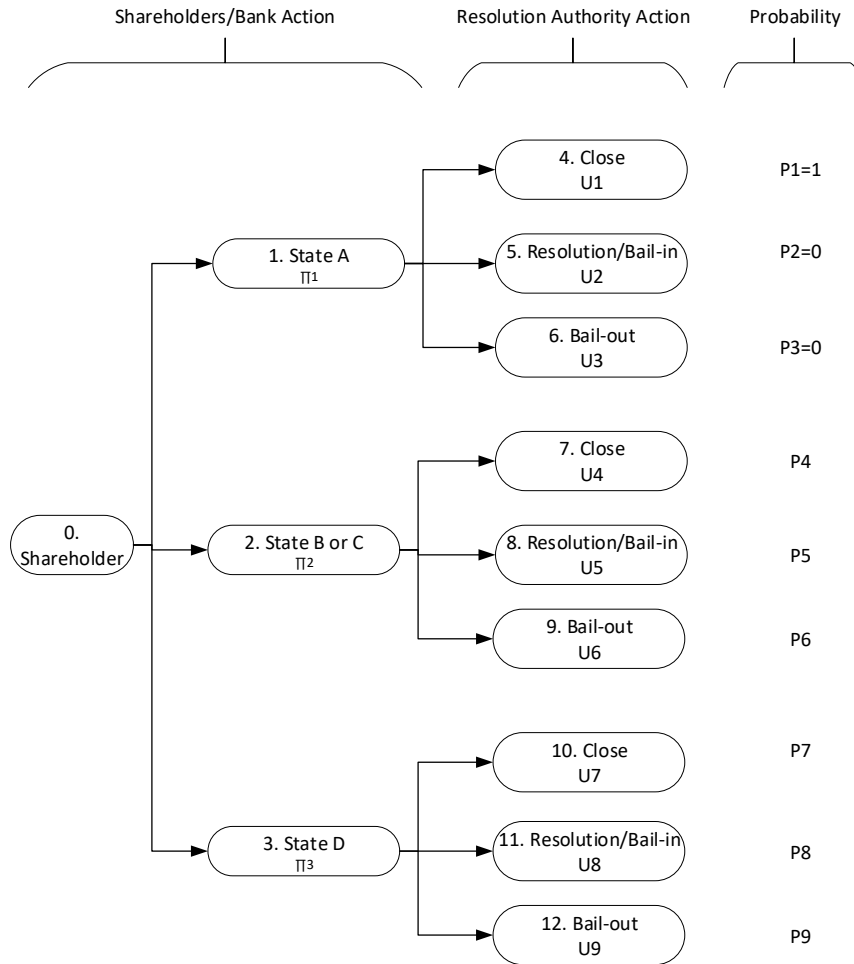 Shareholders/Bank Action
Resolution Authority Action
Probability
4. Close
U1
P1=1
1. State A
∏1
5. Resolution/Bail-in
U2
P2=0
6. Bail-out
U3
P3=0
7. Close
U4
P4
0.
Shareholder
2. State B or C
∏2
8. Resolution/Bail-in
U5
P5
9. Bail-out
U6
P6
10. Close
U7
P7
3. State D
∏3
11. Resolution/Bail-in
U8
P8
12. Bail-out
U9
P9